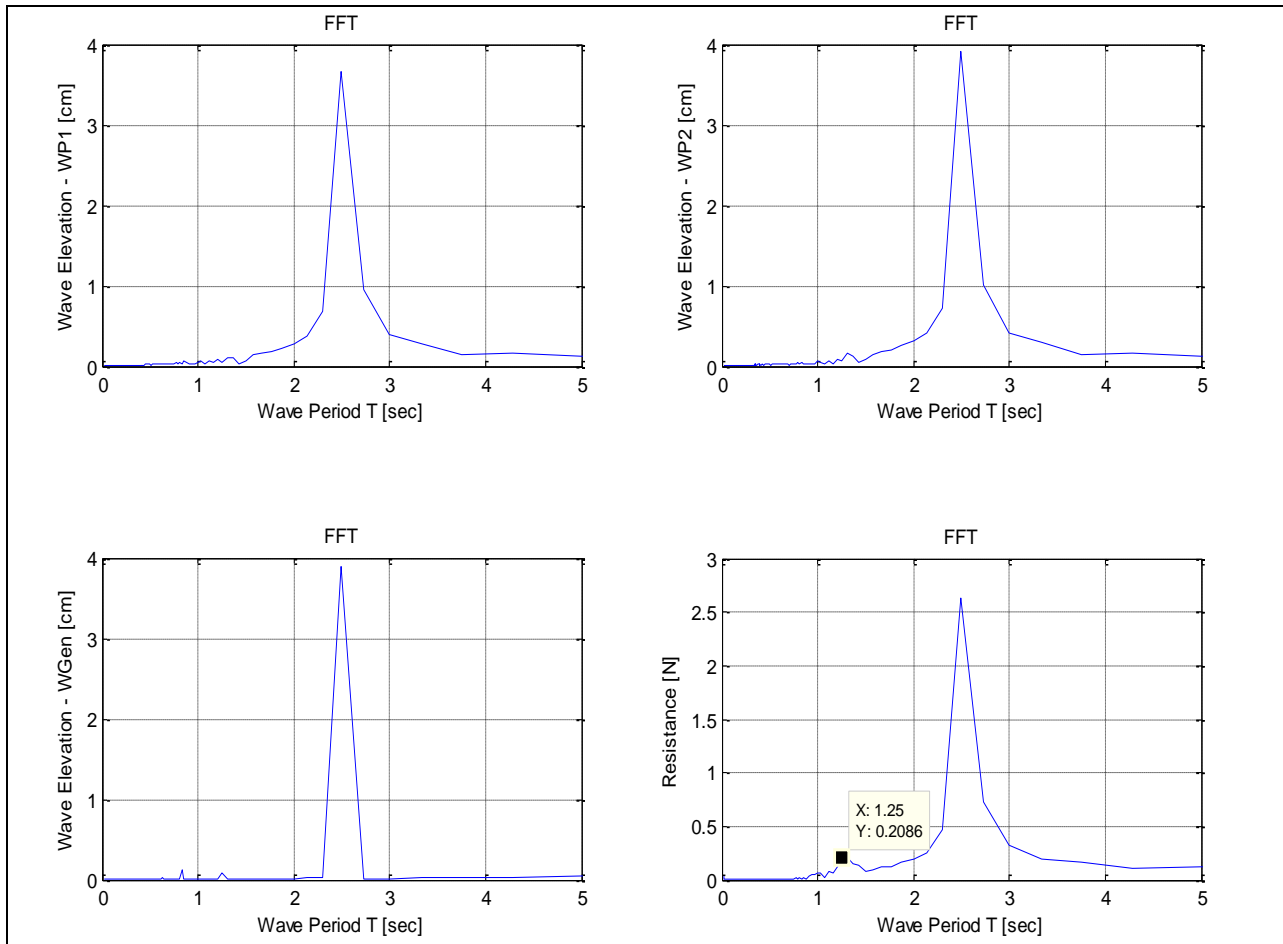 FFT
Wave Elevation - WP1 [cm]
4
3
2
1
0
0 1 2 3 4 5
Wave Period T [sec]
FFT
Wave Elevation - WP2 [cm]
4
3
2
1
0
0 1 2 3 4 5
Wave Period T [sec]
FFT
Wave Elevation - WGen [cm]
4
3
2
1
0
0 1 2 3 4 5
Wave Period T [sec]
FFT
Resistance [N]
3
2.5
2
1.5
1
0.5
0
X: 1.25
Y: 0.2086
0 1 2 3 4 5
Wave Period T [sec]